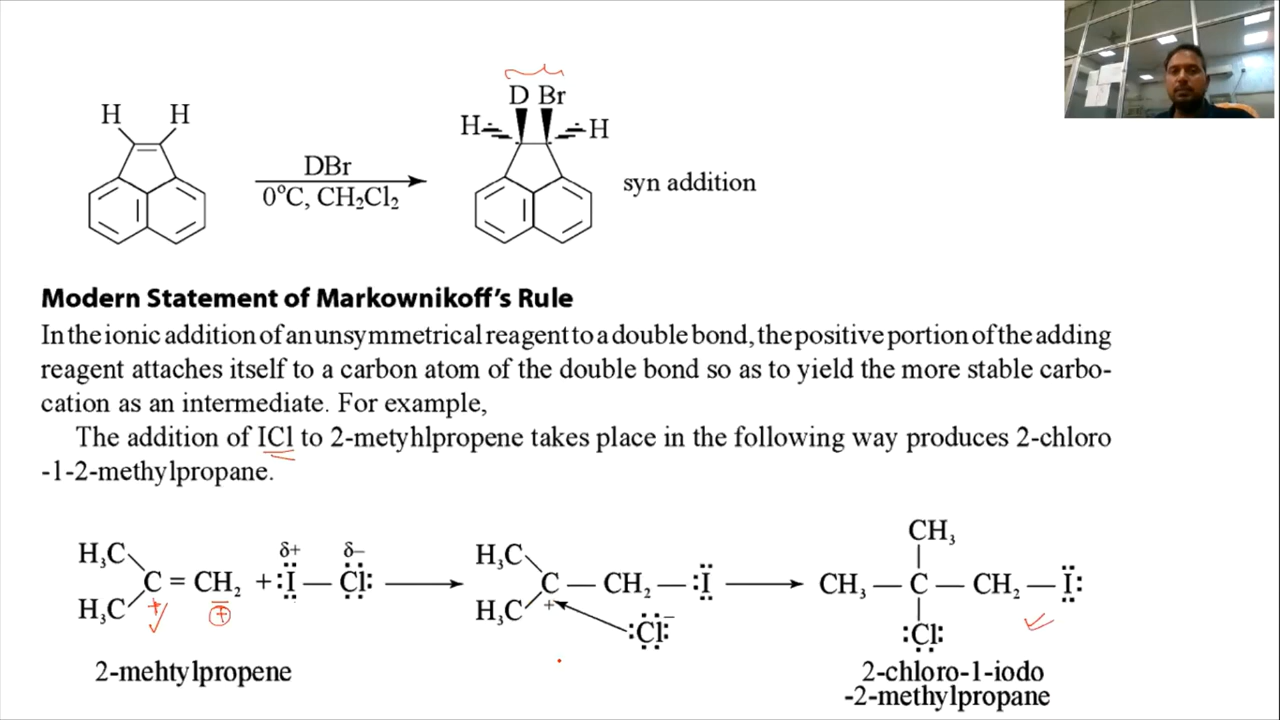 H H
D Br
H H
DBr
0°C, CH₂Cl₂
syn addition
Modern Statement of Markownikoff's Rule
In the ionic addition of an unsymmetrical reagent to a double bond, the positive portion of the adding
reagent attaches itself to a carbon atom of the double bond so as to yield the more stable carbo-
cation as an intermediate. For example,
The addition of ICl to 2-metyhlpropene takes place in the following way produces 2-chloro
-1-2-methylpropane.
CH₃
H₃C δ+ δ– H₃C
C = CH₂ + :I — Cl: C — CH₂ — :I CH₃ — C — CH₂ — I:
H₃C + + H₃C + :Cl:– :Cl:
2-mehtylpropene 2-chloro-1-iodo
-2-methylpropane